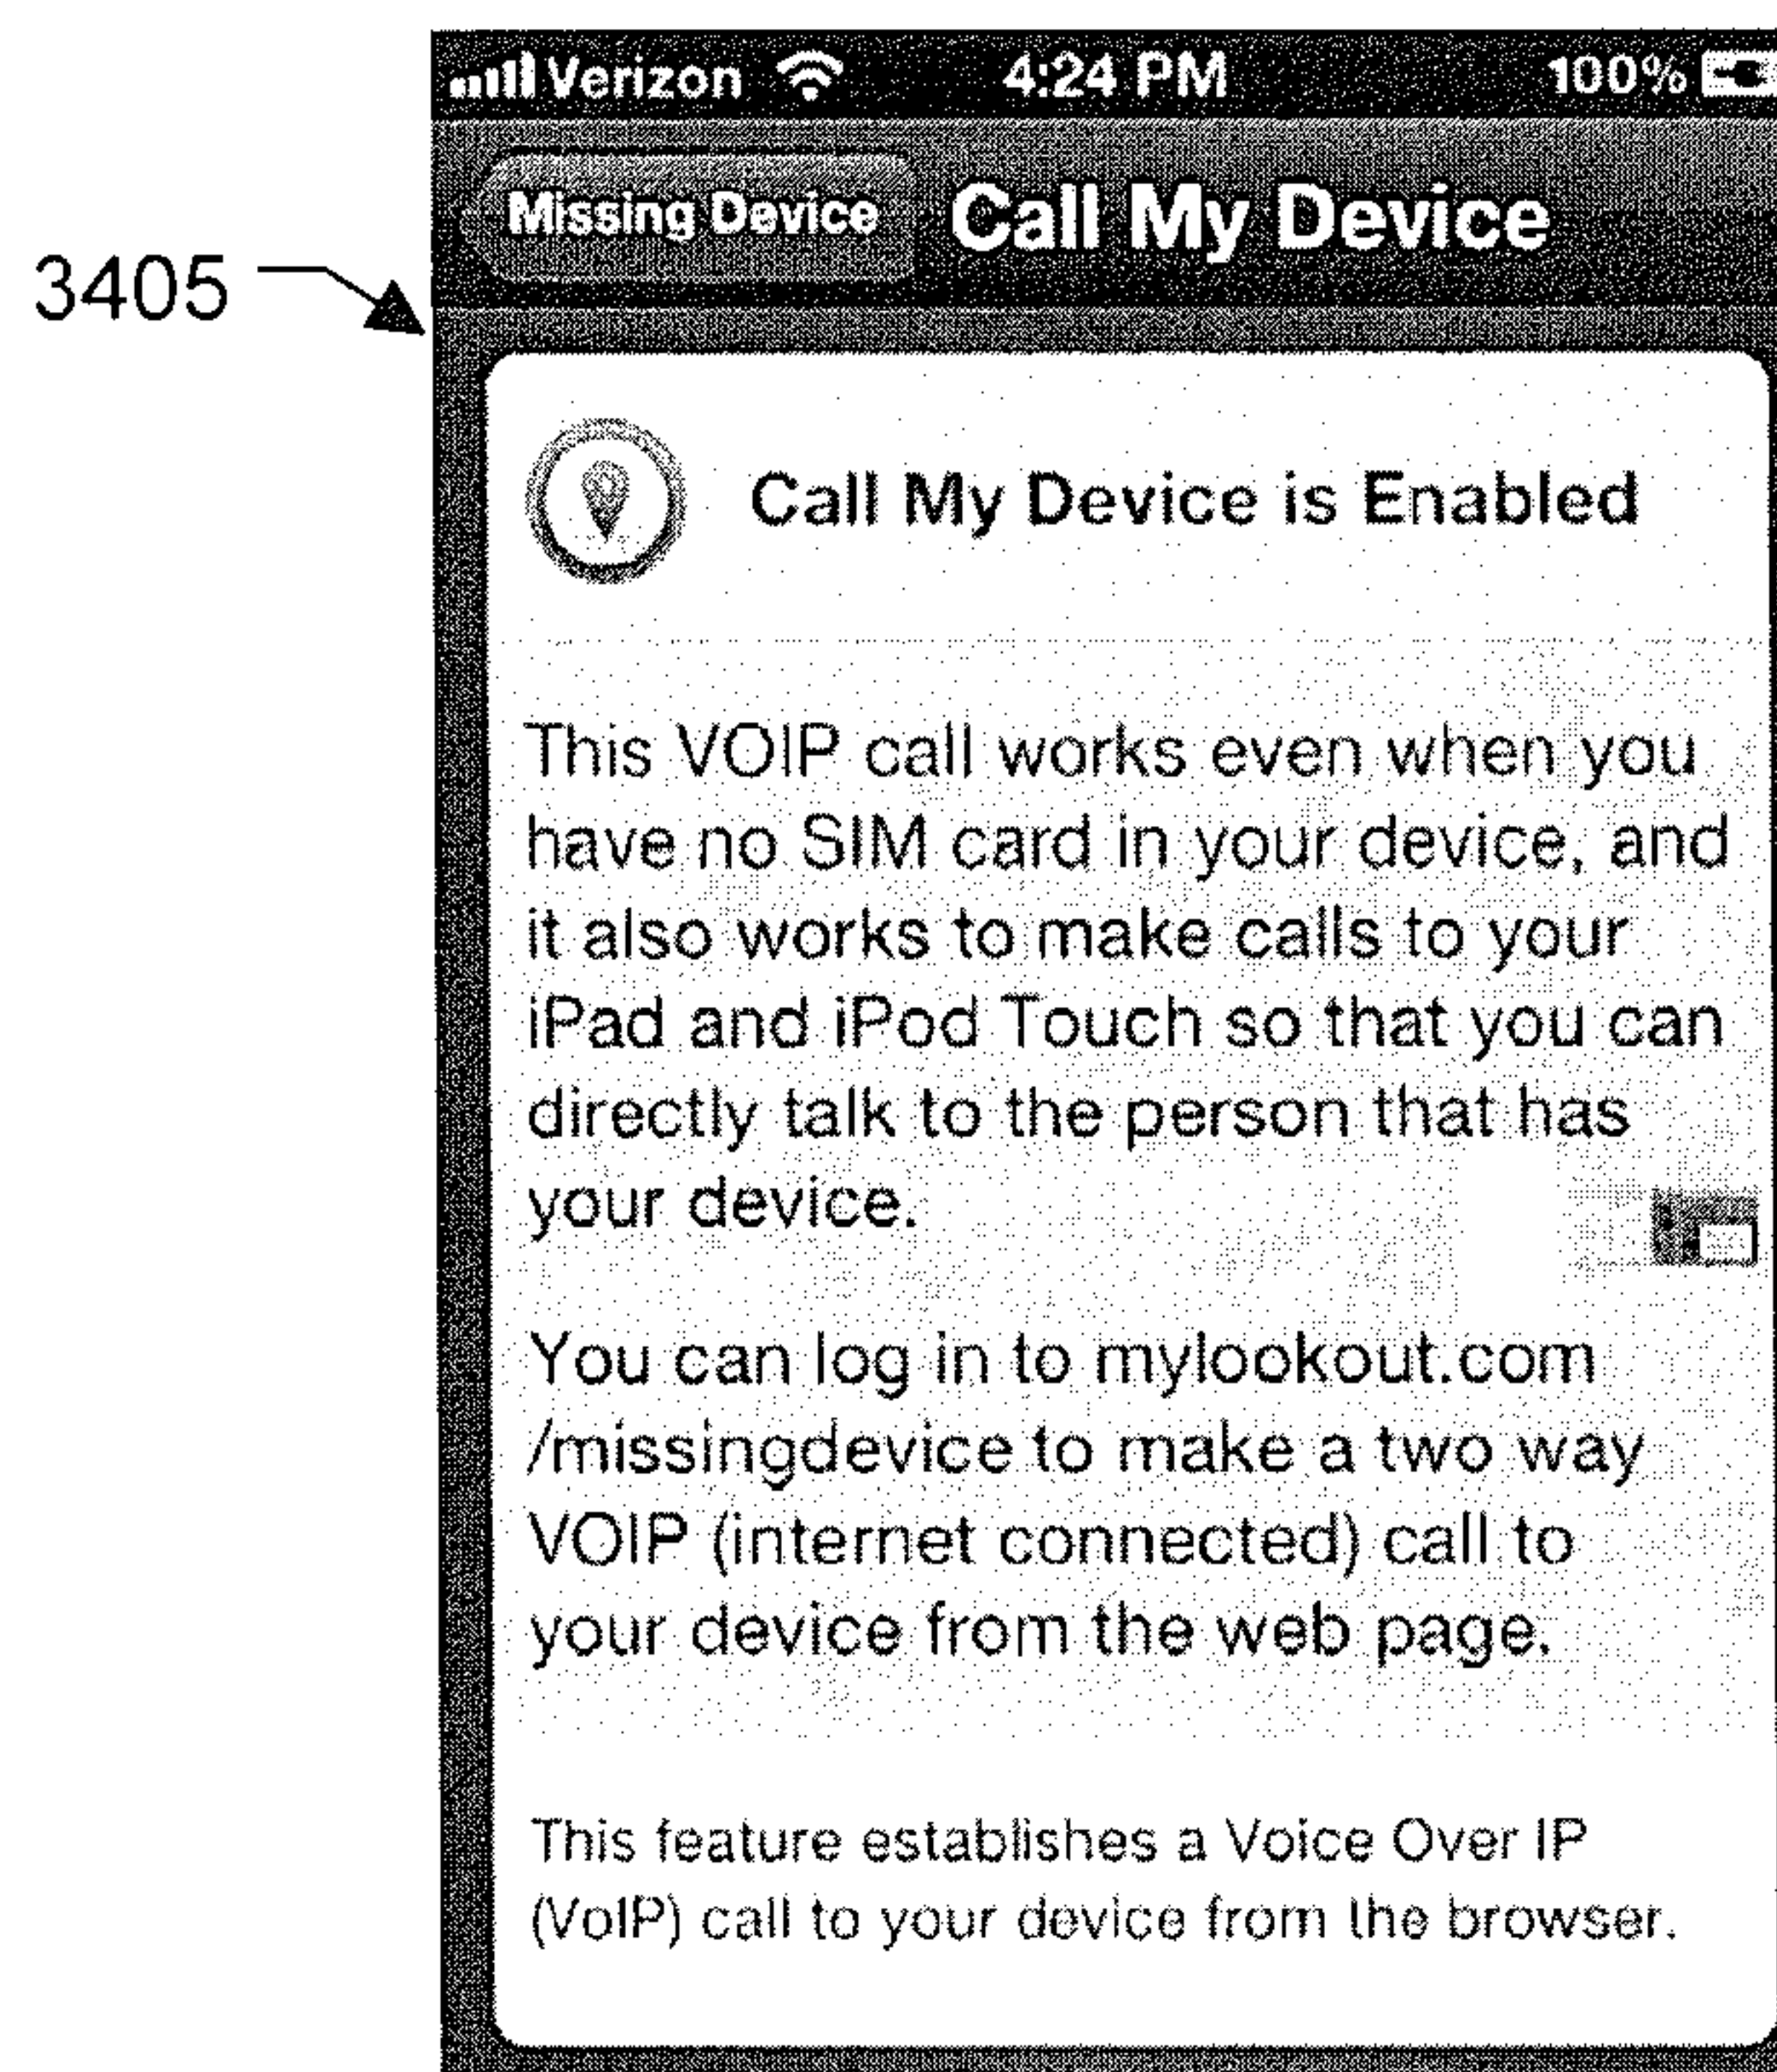 Verizon 4:24 PM 100%
Missing Device Call My Device
3405
Call My Device is Enabled
This VOIP call works even when you
have no SIM card in your device, and
it also works to make calls to your
iPad and iPod Touch so that you can
directly talk to the person that has
your device.
You can log in to mylookout.com
/missingdevice to make a two way
VOIP (internet connected) call to
your device from the web page.
This feature establishes a Voice Over IP
(VoIP) call to your device from the browser.